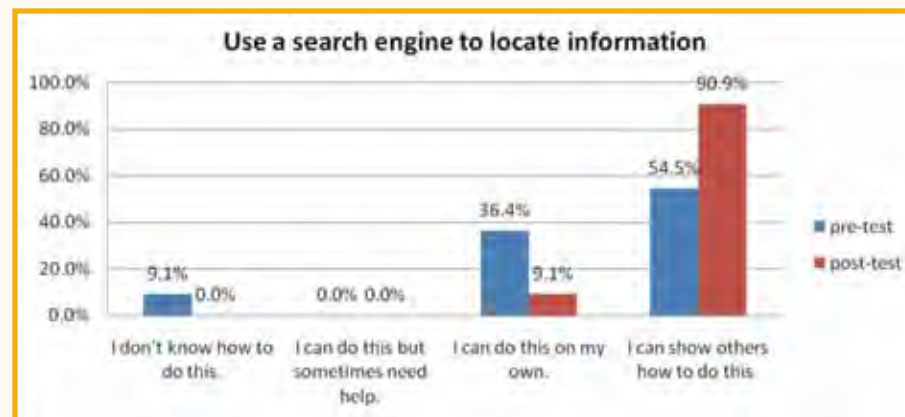 Use a search engine to locate information
100.0%
80.0%
60.0%
40.0%
20.0%
0.0%
9.1%
0.0%
0.0% 0.0%
36.4%
9.1%
54.5%
90.9%
I don't know how to
do this.
I can do this but
sometimes need
help.
I can do this on my
own.
I can show others
how to do this
pre-test
post-test